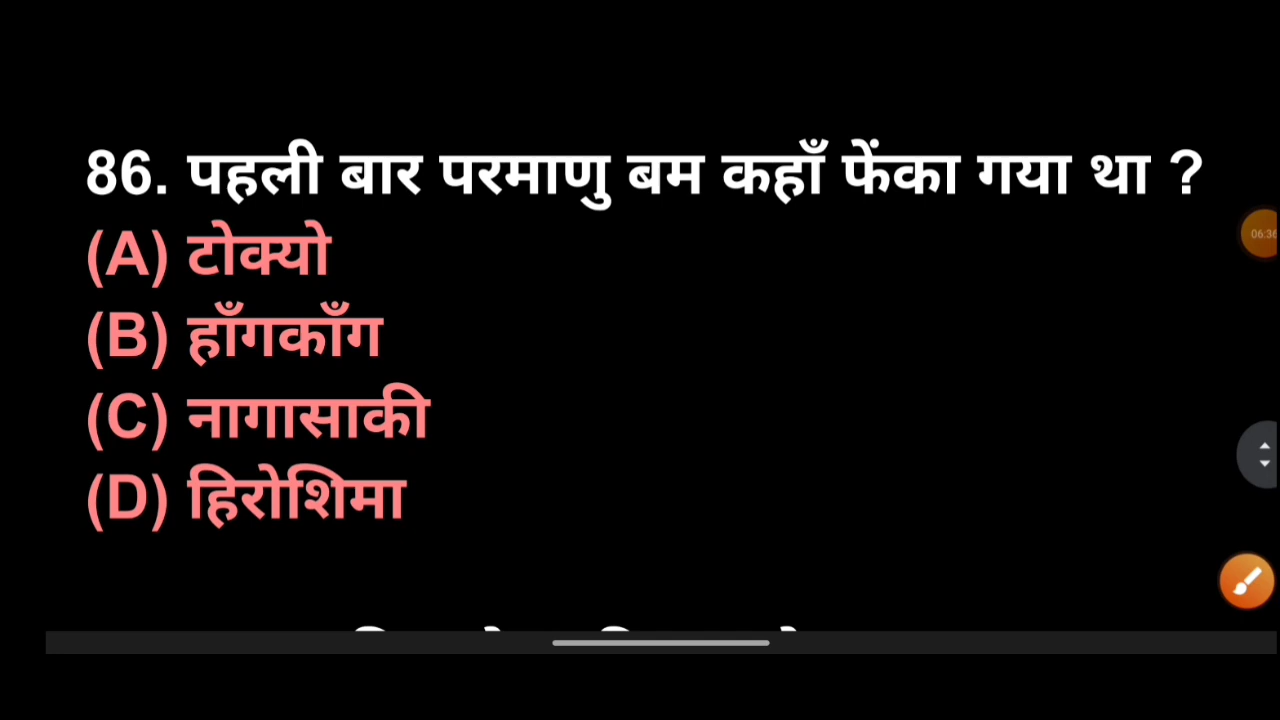 86. पहली बार परमाणु बम कहाँ फेंका गया था ?
(A) टोक्यो
(B) हाँगकाँग
(C) नागासाकी
(D) हिरोशिमा